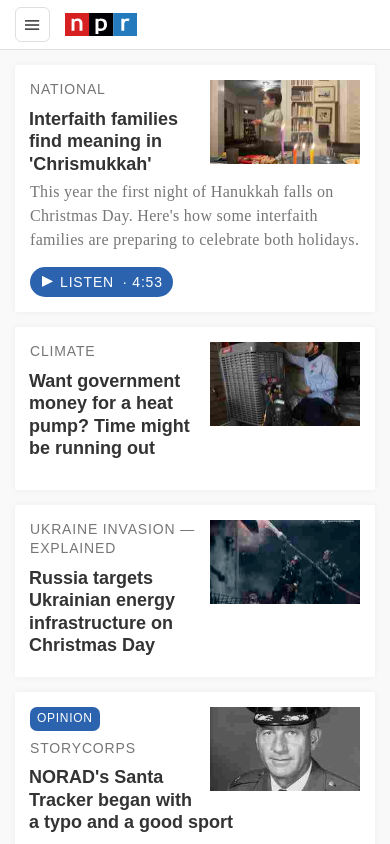 npr
NATIONAL
Interfaith families
find meaning in
'Chrismukkah'
This year the first night of Hanukkah falls on
Christmas Day. Here's how some interfaith
families are preparing to celebrate both holidays.
LISTEN · 4:53
CLIMATE
Want government
money for a heat
pump? Time might
be running out
UKRAINE INVASION —
EXPLAINED
Russia targets
Ukrainian energy
infrastructure on
Christmas Day
OPINION
STORYCORPS
NORAD's Santa
Tracker began with
a typo and a good sport